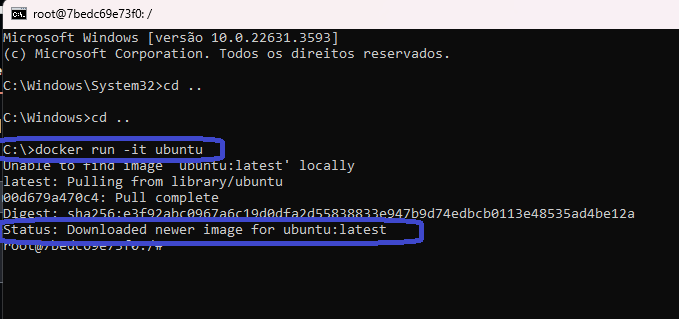 root@7bedc69e73f0: /
Microsoft Windows [versão 10.0.22631.3593]
(c) Microsoft Corporation. Todos os direitos reservados.
C:\Windows\System32>cd ..
C:\Windows>cd ..
C:\>docker run -it ubuntu
Unable to find image 'ubuntu:latest' locally
latest: Pulling from library/ubuntu
00d679a470c4: Pull complete
Digest: sha256:e3f92abc0967a6c19d0dfa2d55838833e947b9d74edbcb0113e48535ad4be12a
Status: Downloaded newer image for ubuntu:latest
root@7bedc69e73f0:/#